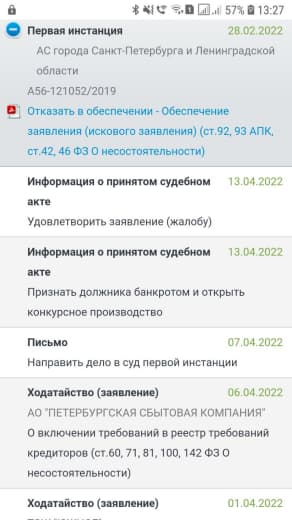 57% 13:27
Первая инстанция 28.02.2022
АС города Санкт-Петербурга и Ленинградской
области
А56-121052/2019
Отказать в обеспечении - Обеспечение
заявления (искового заявления) (ст.92, 93 АПК,
ст.42, 46 ФЗ О несостоятельности)
Информация о принятом судебном 13.04.2022
акте
Удовлетворить заявление (жалобу)
Информация о принятом судебном 13.04.2022
акте
Признать должника банкротом и открыть
конкурсное производство
Письмо 07.04.2022
Направить дело в суд первой инстанции
Ходатайство (заявление) 06.04.2022
АО "ПЕТЕРБУРГСКАЯ СБЫТОВАЯ КОМПАНИЯ"
О включении требований в реестр требований
кредиторов (ст.60, 71, 81, 100, 142 ФЗ О
несостоятельности)
Ходатайство (заявление) 01.04.2022